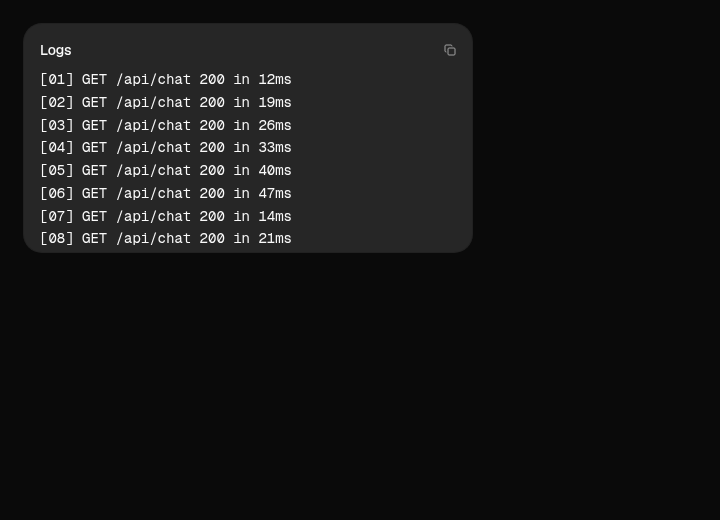 Logs
[01] GET /api/chat 200 in 12ms
[02] GET /api/chat 200 in 19ms
[03] GET /api/chat 200 in 26ms
[04] GET /api/chat 200 in 33ms
[05] GET /api/chat 200 in 40ms
[06] GET /api/chat 200 in 47ms
[07] GET /api/chat 200 in 14ms
[08] GET /api/chat 200 in 21ms